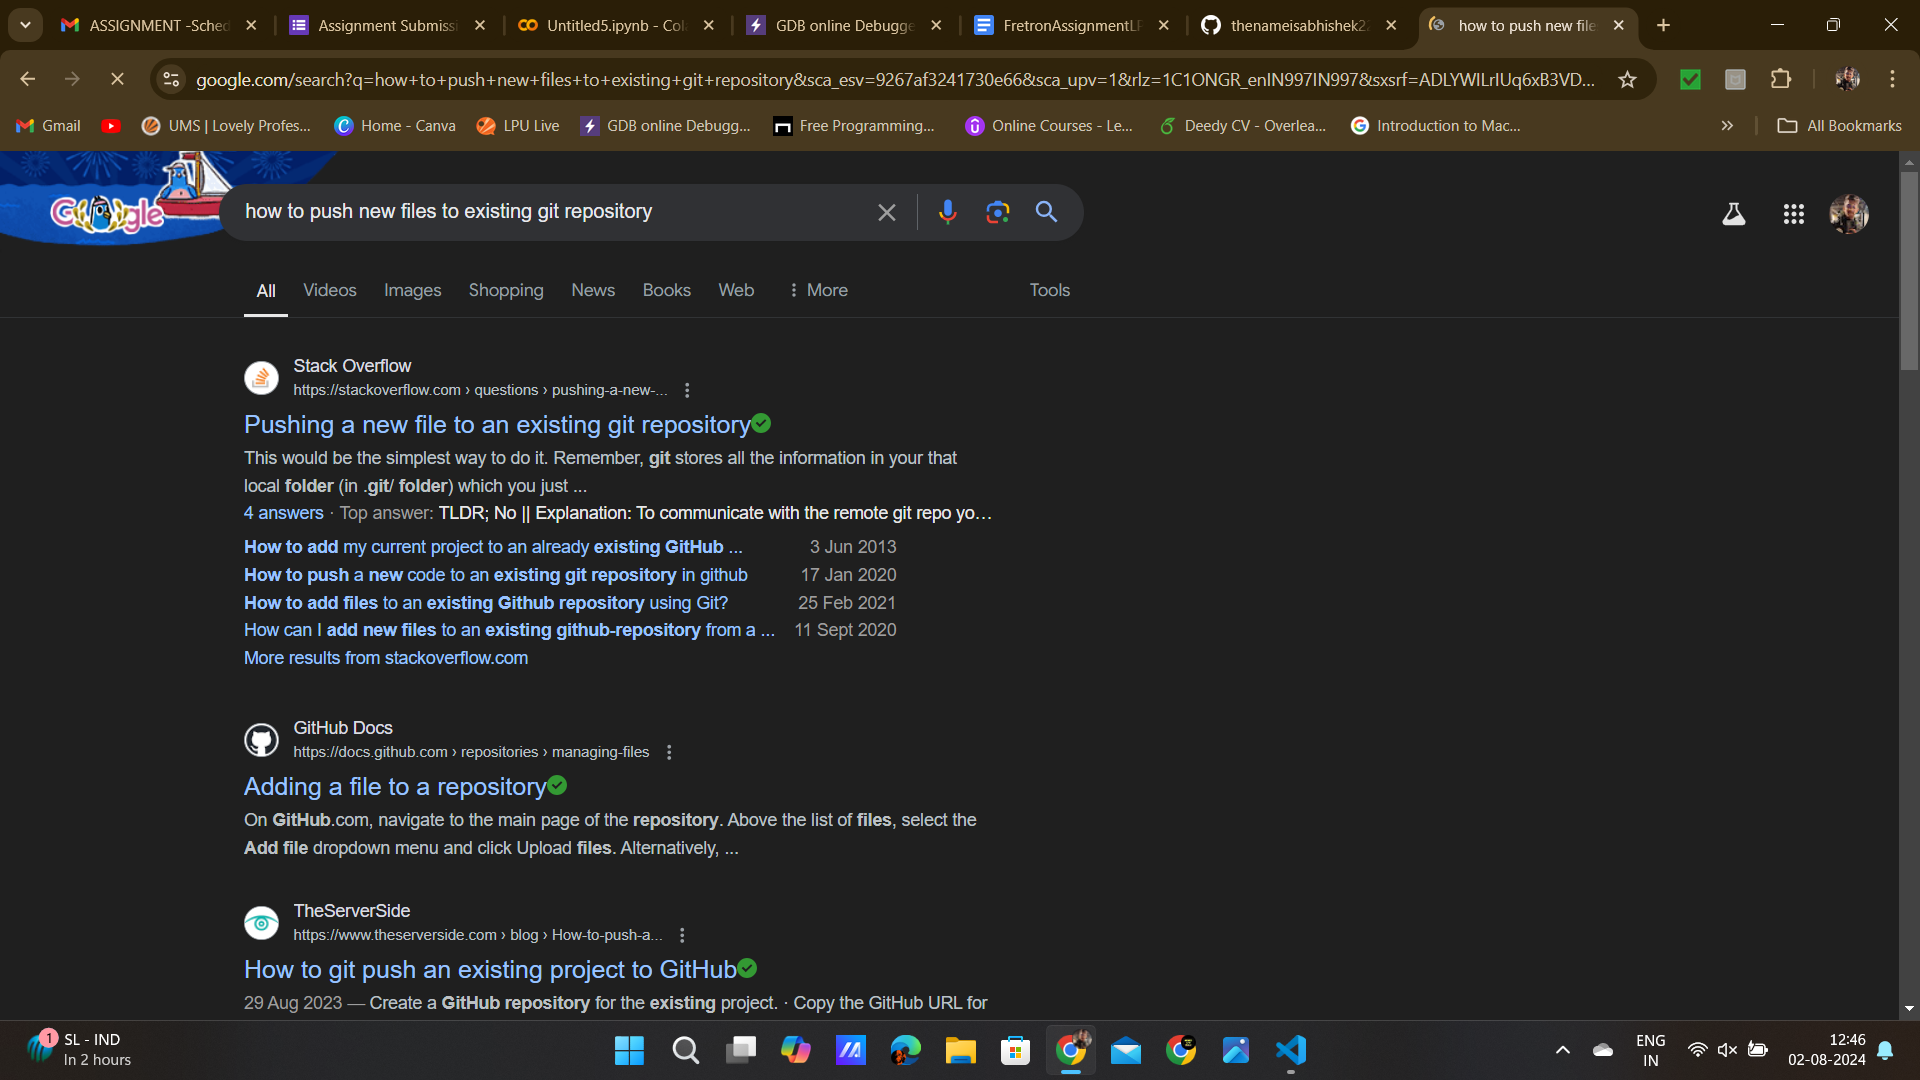 ASSIGNMENT -Sched
Assignment Submissi
Untitled5.ipynb - Cola
GDB online Debugge
FretronAssignmentLP
thenameisabhishek22
how to push new file
google.com/search?q=how+to+push+new+files+to+existing+git+repository&sca_esv=9267af3241730e66&sca_upv=1&rlz=1C1ONGR_enIN997IN997&sxsrf=ADLYWILrIUq6xB3VD...
Gmail
UMS | Lovely Profes...
Home - Canva
LPU Live
GDB online Debugg...
Free Programming...
Online Courses - Le...
Deedy CV - Overlea...
Introduction to Mac...
All Bookmarks
Google
how to push new files to existing git repository
All
Videos
Images
Shopping
News
Books
Web
More
Tools
Stack Overflow
https://stackoverflow.com › questions › pushing-a-new-...
Pushing a new file to an existing git repository
This would be the simplest way to do it. Remember, git stores all the information in your that
local folder (in .git/ folder) which you just ...
4 answers · Top answer: TLDR; No || Explanation: To communicate with the remote git repo yo...
How to add my current project to an already existing GitHub ... 3 Jun 2013
How to push a new code to an existing git repository in github 17 Jan 2020
How to add files to an existing Github repository using Git? 25 Feb 2021
How can I add new files to an existing github-repository from a ... 11 Sept 2020
More results from stackoverflow.com
GitHub Docs
https://docs.github.com › repositories › managing-files
Adding a file to a repository
On GitHub.com, navigate to the main page of the repository. Above the list of files, select the
Add file dropdown menu and click Upload files. Alternatively, ...
TheServerSide
https://www.theserverside.com › blog › How-to-push-a...
How to git push an existing project to GitHub
29 Aug 2023 — Create a GitHub repository for the existing project. · Copy the GitHub URL for
1
SL - IND
In 2 hours
ENG
IN
12:46
02-08-2024